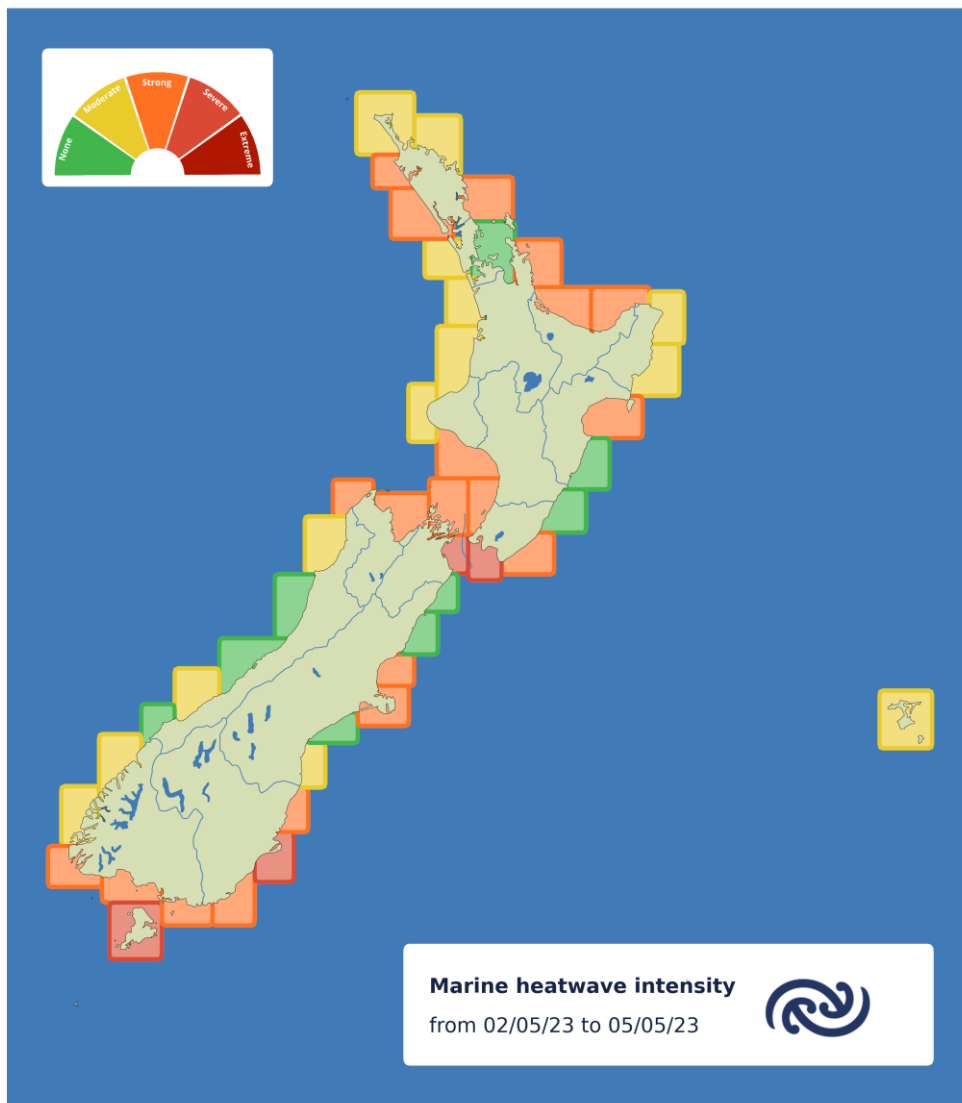 None
Moderate
Strong
Severe
Extreme
Marine heatwave intensity
from 02/05/23 to 05/05/23